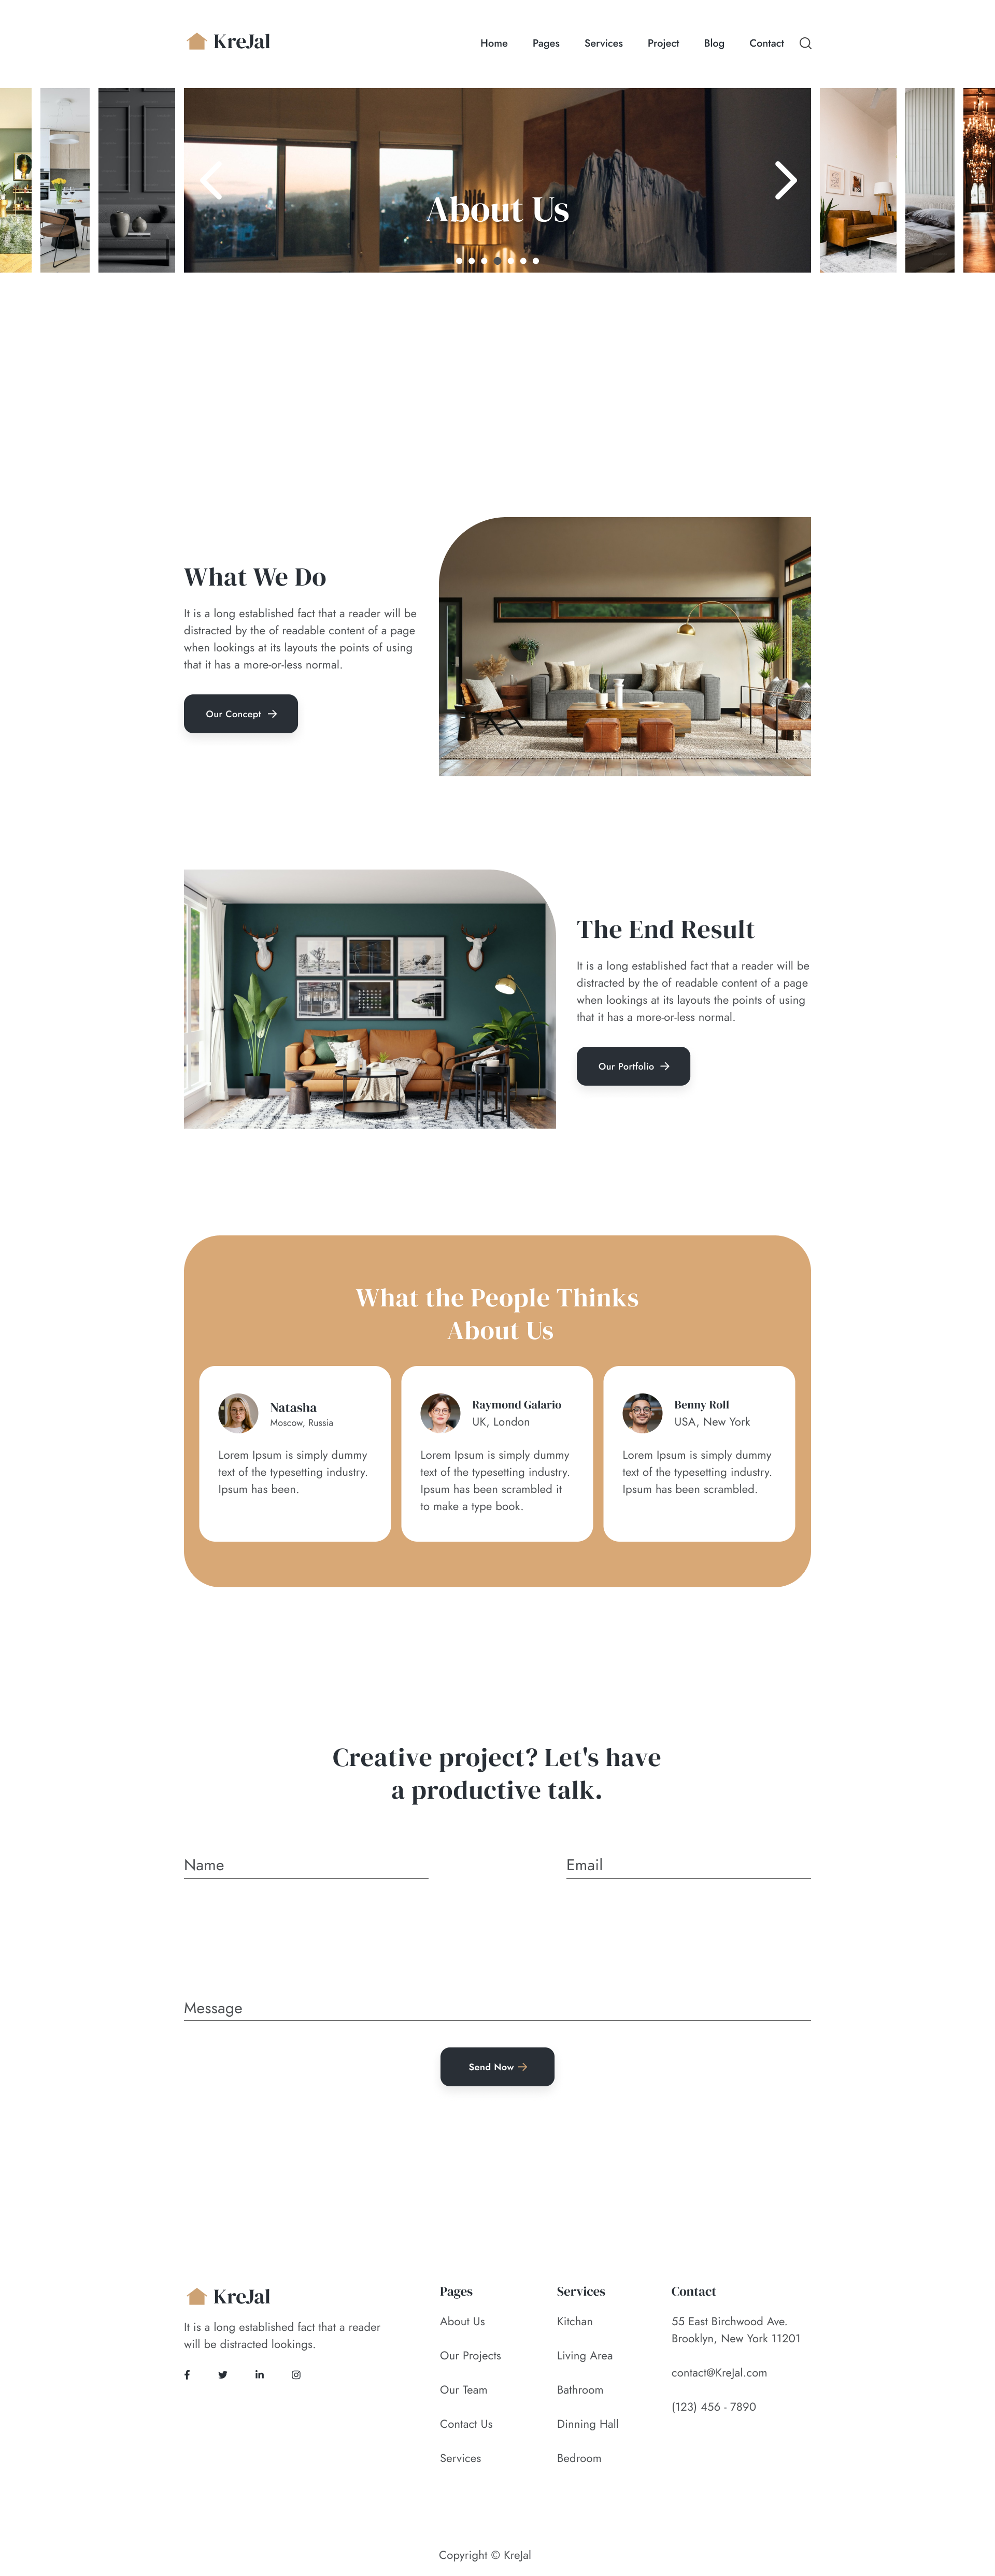 KreJal
Home Pages Services Project Blog Contact
About Us
What We Do
It is a long established fact that a reader will be
distracted by the of readable content of a page
when lookings at its layouts the points of using
that it has a more-or-less normal.
Our Concept
The End Result
It is a long established fact that a reader will be
distracted by the of readable content of a page
when lookings at its layouts the points of using
that it has a more-or-less normal.
Our Portfolio
What the People Thinks
About Us
Natasha
Moscow, Russia
Lorem Ipsum is simply dummy
text of the typesetting industry.
Ipsum has been.
Raymond Galario
UK, London
Lorem Ipsum is simply dummy
text of the typesetting industry.
Ipsum has been scrambled it
to make a type book.
Benny Roll
USA, New York
Lorem Ipsum is simply dummy
text of the typesetting industry.
Ipsum has been scrambled.
Creative project? Let's have
a productive talk.
Name
Email
Message
Send Now
KreJal
It is a long established fact that a reader
will be distracted lookings.
Pages
About Us
Our Projects
Our Team
Contact Us
Services
Services
Kitchan
Living Area
Bathroom
Dinning Hall
Bedroom
Contact
55 East Birchwood Ave.
Brooklyn, New York 11201
contact@KreJal.com
(123) 456 - 7890
Copyright © KreJal